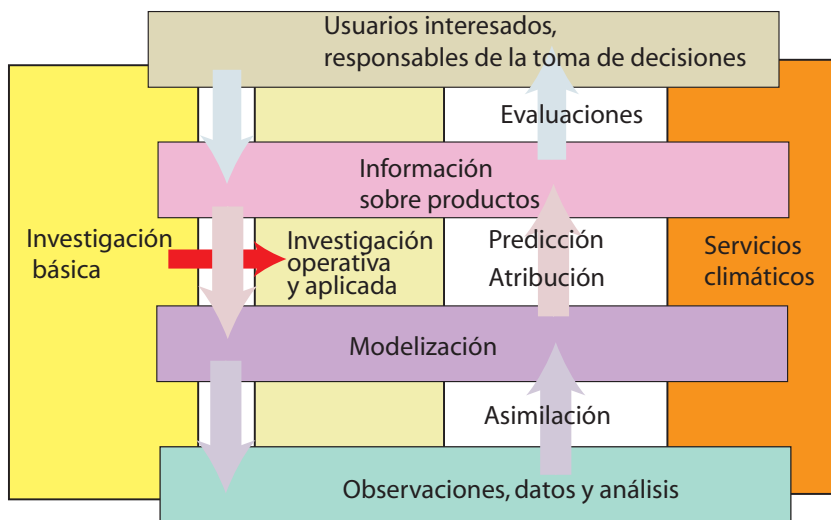 Usuarios interesados,
responsables de la toma de decisiones
Evaluaciones
Información
sobre productos
Investigación
básica
Investigación
operativa
y aplicada
Predicción
Atribución
Servicios
climáticos
Modelización
Asimilación
Observaciones, datos y análisis